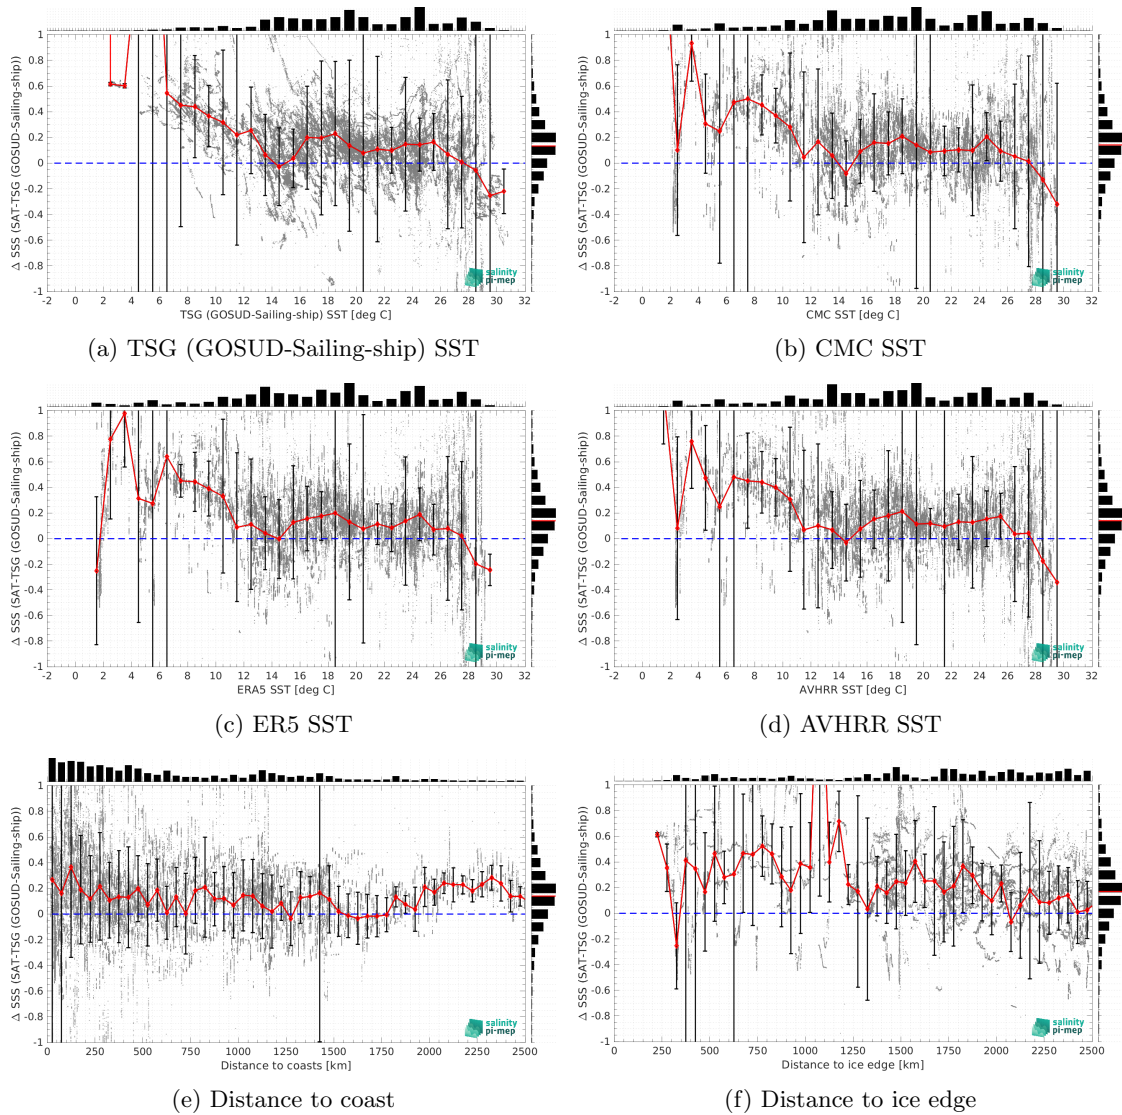 1
0.8
0.6
0.4
0.2
0
-0.2
-0.4
-0.6
-0.8
-1
Δ SSS (SAT-TSG (GOSUD-Sailing-ship))
salinity
pi-mep
-2 0 2 4 6 8 10 12 14 16 18 20 22 24 26 28 30 32
TSG (GOSUD-Sailing-ship) SST [deg C]
(a) TSG (GOSUD-Sailing-ship) SST
1
0.8
0.6
0.4
0.2
0
-0.2
-0.4
-0.6
-0.8
-1
Δ SSS (SAT-TSG (GOSUD-Sailing-ship))
salinity
pi-mep
-2 0 2 4 6 8 10 12 14 16 18 20 22 24 26 28 30 32
CMC SST [deg C]
(b) CMC SST
1
0.8
0.6
0.4
0.2
0
-0.2
-0.4
-0.6
-0.8
-1
Δ SSS (SAT-TSG (GOSUD-Sailing-ship))
salinity
pi-mep
-2 0 2 4 6 8 10 12 14 16 18 20 22 24 26 28 30 32
ERA5 SST [deg C]
(c) ER5 SST
1
0.8
0.6
0.4
0.2
0
-0.2
-0.4
-0.6
-0.8
-1
Δ SSS (SAT-TSG (GOSUD-Sailing-ship))
salinity
pi-mep
-2 0 2 4 6 8 10 12 14 16 18 20 22 24 26 28 30 32
AVHRR SST [deg C]
(d) AVHRR SST
1
0.8
0.6
0.4
0.2
0
-0.2
-0.4
-0.6
-0.8
-1
Δ SSS (SAT-TSG (GOSUD-Sailing-ship))
salinity
pi-mep
0 250 500 750 1000 1250 1500 1750 2000 2250 2500
Distance to coasts [km]
(e) Distance to coast
1
0.8
0.6
0.4
0.2
0
-0.2
-0.4
-0.6
-0.8
-1
Δ SSS (SAT-TSG (GOSUD-Sailing-ship))
salinity
pi-mep
0 250 500 750 1000 1250 1500 1750 2000 2250 2500
Distance to ice edge [km]
(f) Distance to ice edge